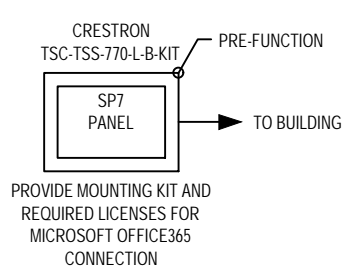 CRESTRON
TSC-TSS-770-L-B-KIT
PRE-FUNCTION
SP7
PANEL
TO BUILDING
PROVIDE MOUNTING KIT AND
REQUIRED LICENSES FOR
MICROSOFT OFFICE365
CONNECTION